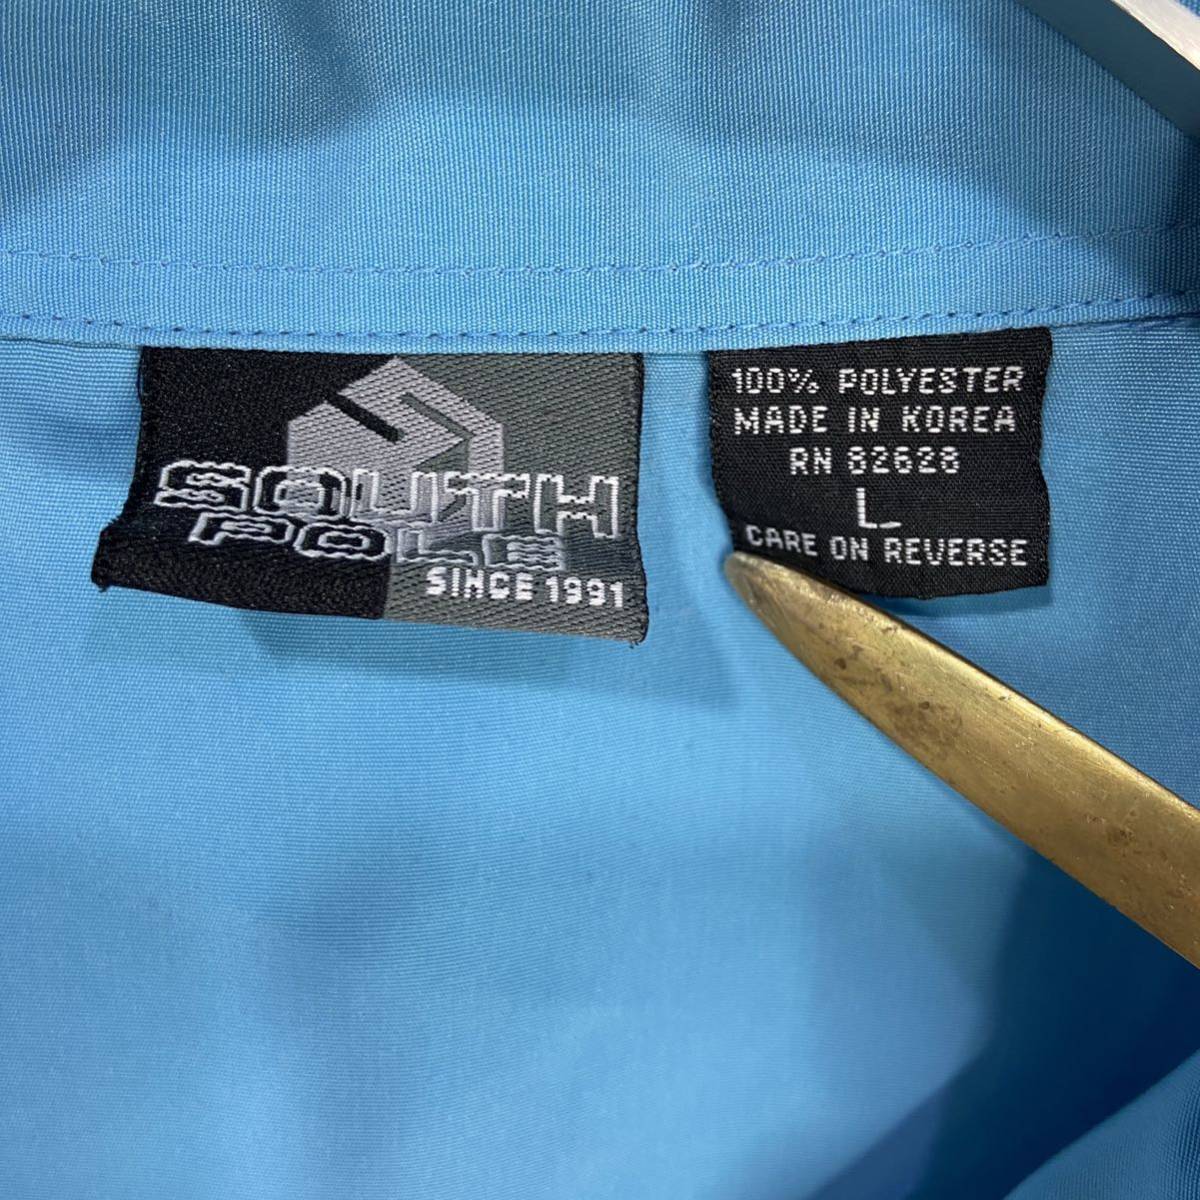 SOUTH
POLE
SINCE 1991
100% POLYESTER
MADE IN KOREA
RN 82628
L
CARE ON REVERSE